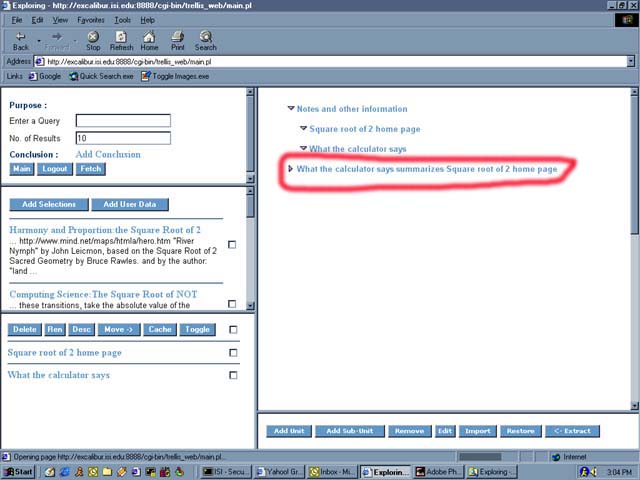 Exploring - http://excalibur.isi.edu:8888/cgi-bin/trellis_web/main.pl
File Edit View Favorites Tools Help
Back Forward Stop Refresh Home Print Search
Address http://excalibur.isi.edu:8888/cgi-bin/trellis_web/main.pl
Links Google Quick Search.exe Toggle Images.exe
Purpose :
Enter a Query
No. of Results 10
Conclusion : Add Conclusion
Main Logout Fetch
Add Selections Add User Data
Harmony and Proportion:the Square Root of 2
... http://www.mind.net/maps/htmla/hero.htm "River
Nymph" by John Leicmon, based on the Square Root of 2
Sacred Geometry by Bruce Rawles. and by the author:
"land ...
Computing Science:The Square Root of NOT
... these transitions, take the absolute value of the
Delete Ren Desc Move -> Cache Toggle
Square root of 2 home page
What the calculator says
Notes and other information
Square root of 2 home page
What the calculator says
What the calculator says summarizes Square root of 2 home page
Add Unit Add Sub-Unit Remove Edit Import Restore <- Extract
Opening page http://excalibur.isi.edu:8888/cgi-bin/trellis_web/main.pl... Internet
Start ISI - Secu... Yahoo! Gr... Inbox - Mi... Explorin... Adobe Ph... Exploring -... 3:04 PM